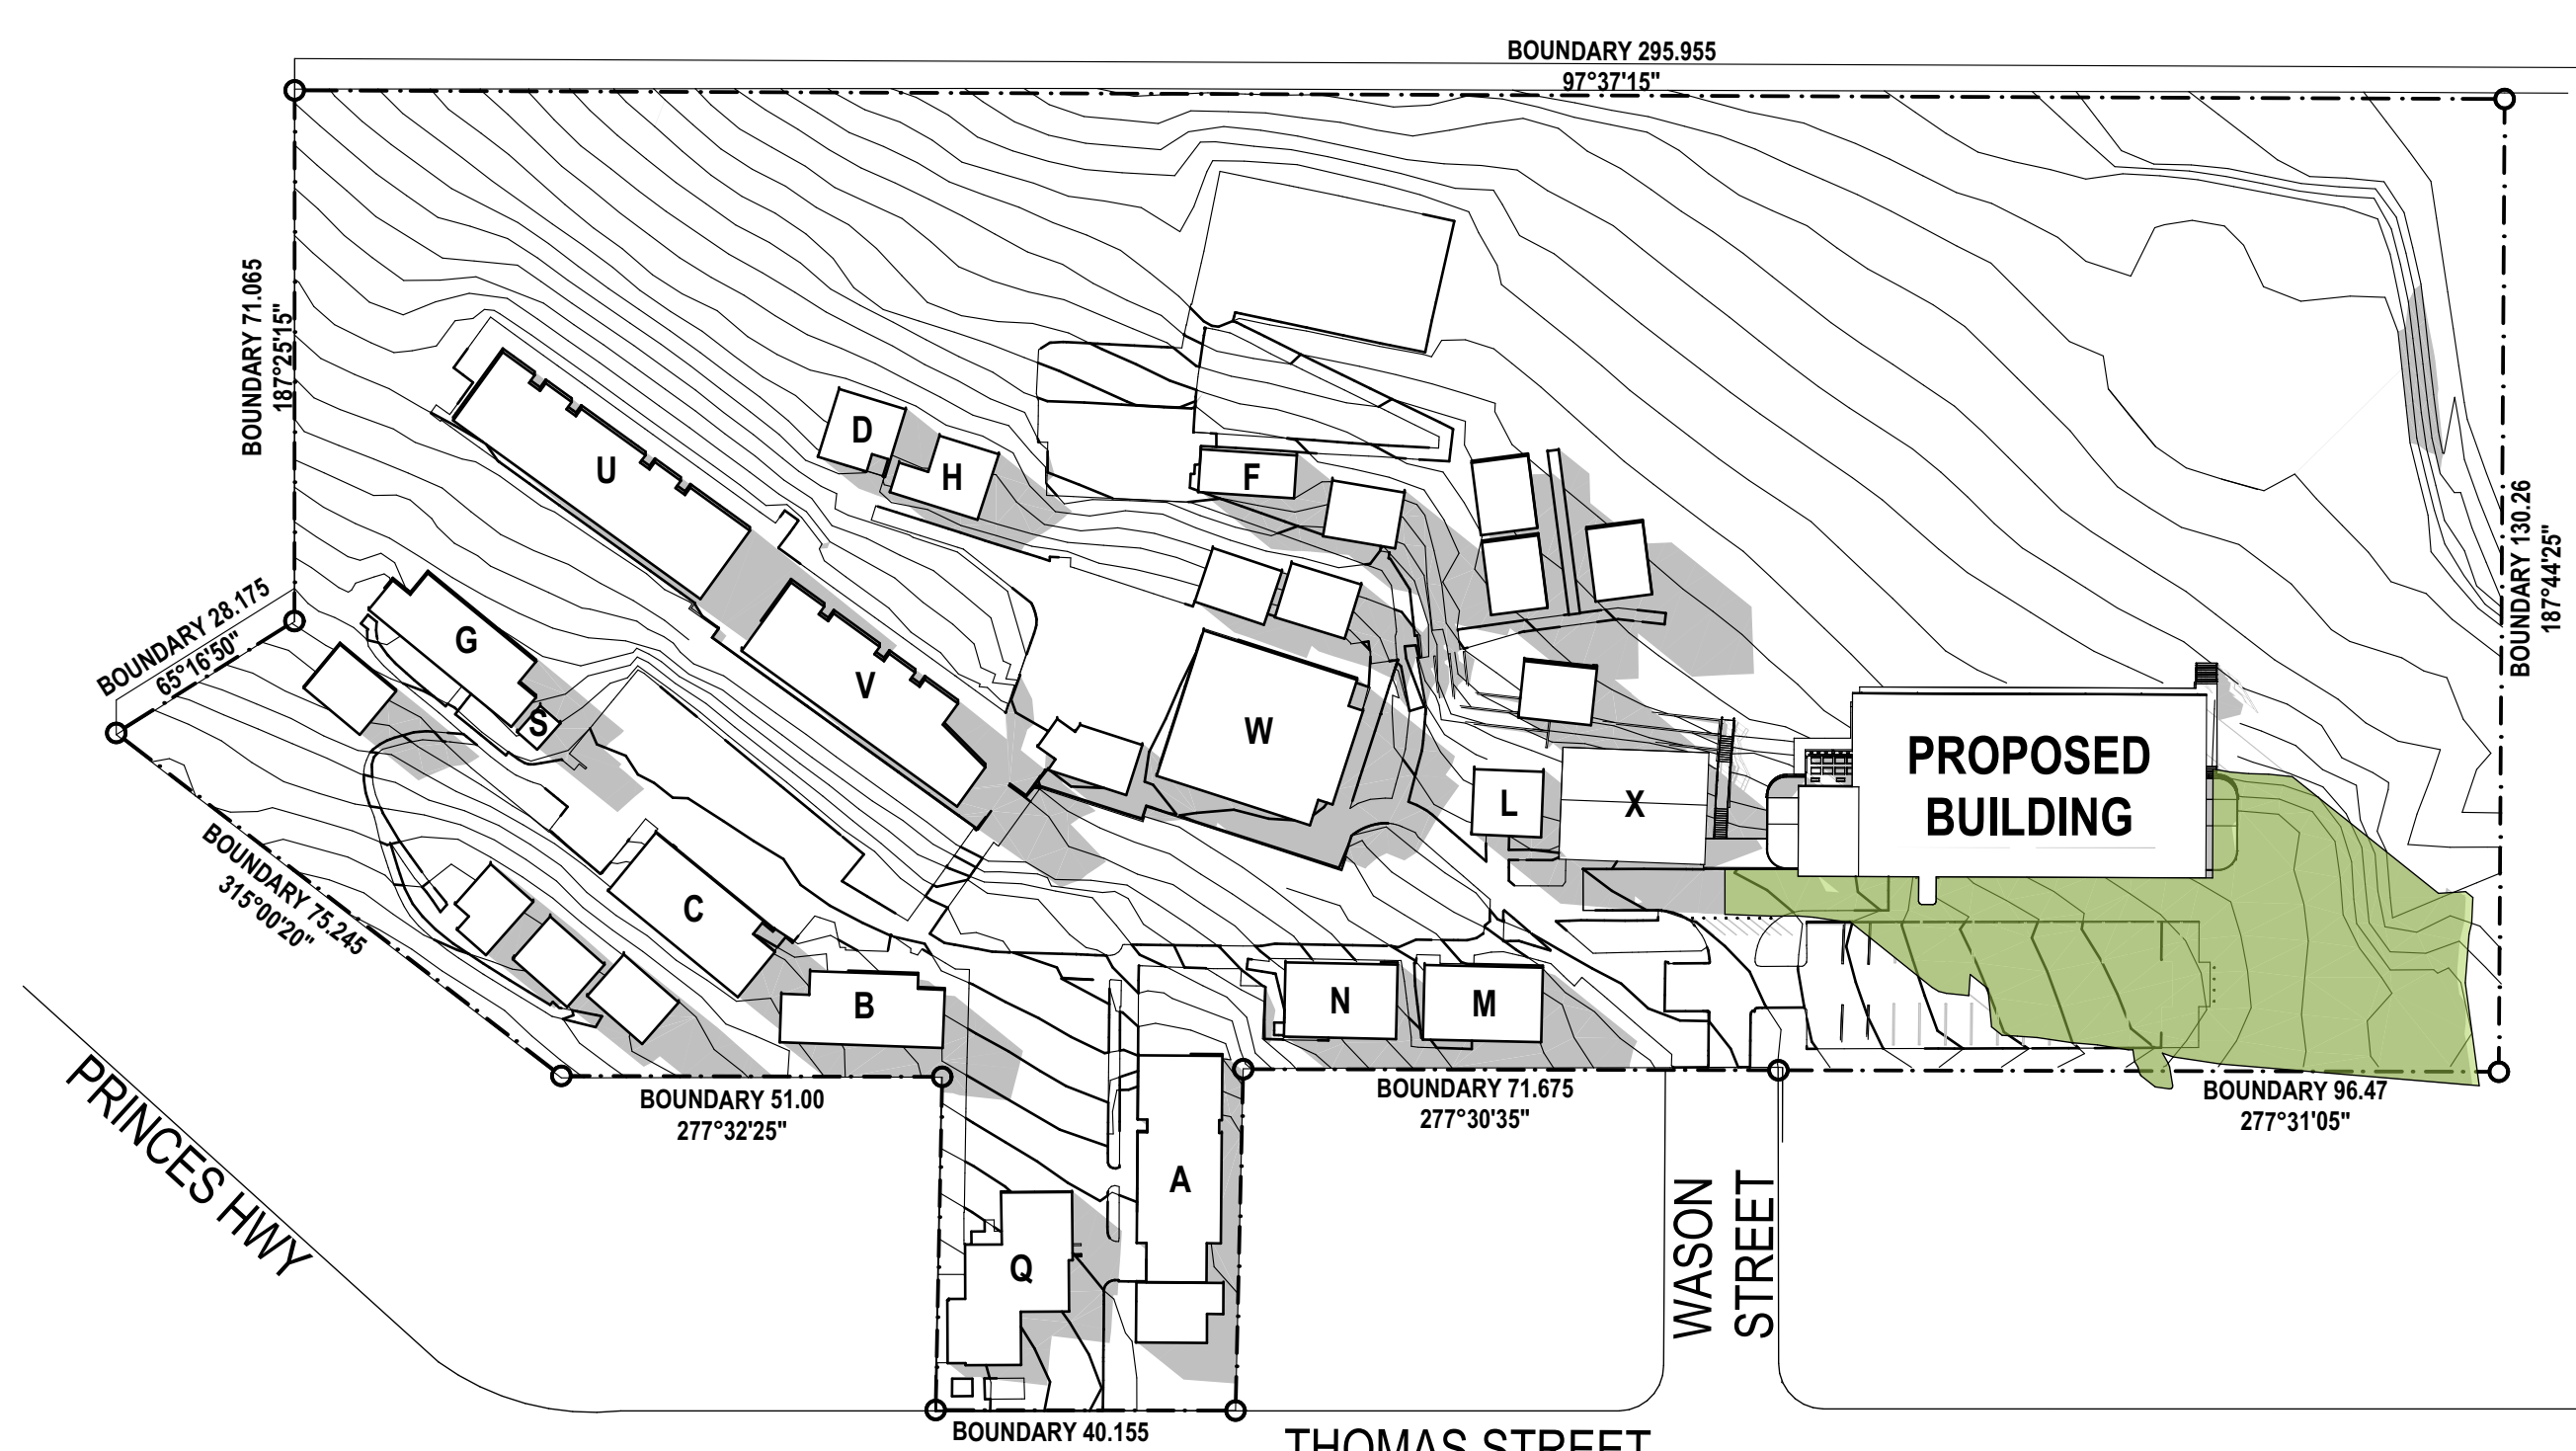 BOUNDARY 295.955
97°37'15"
BOUNDARY 71.065
187°25'15"
D
H
U
F
BOUNDARY 130.26
187°44'25"
BOUNDARY 28.175
65°16'50"
G
S
V
W
L
X
PROPOSED
BUILDING
BOUNDARY 75.245
315°00'20"
C
B
N
M
BOUNDARY 51.00
277°32'25"
BOUNDARY 71.675
277°30'35"
BOUNDARY 96.47
277°31'05"
PRINCES HWY
A
Q
WASON
STREET
BOUNDARY 40.155
THOMAS STREET